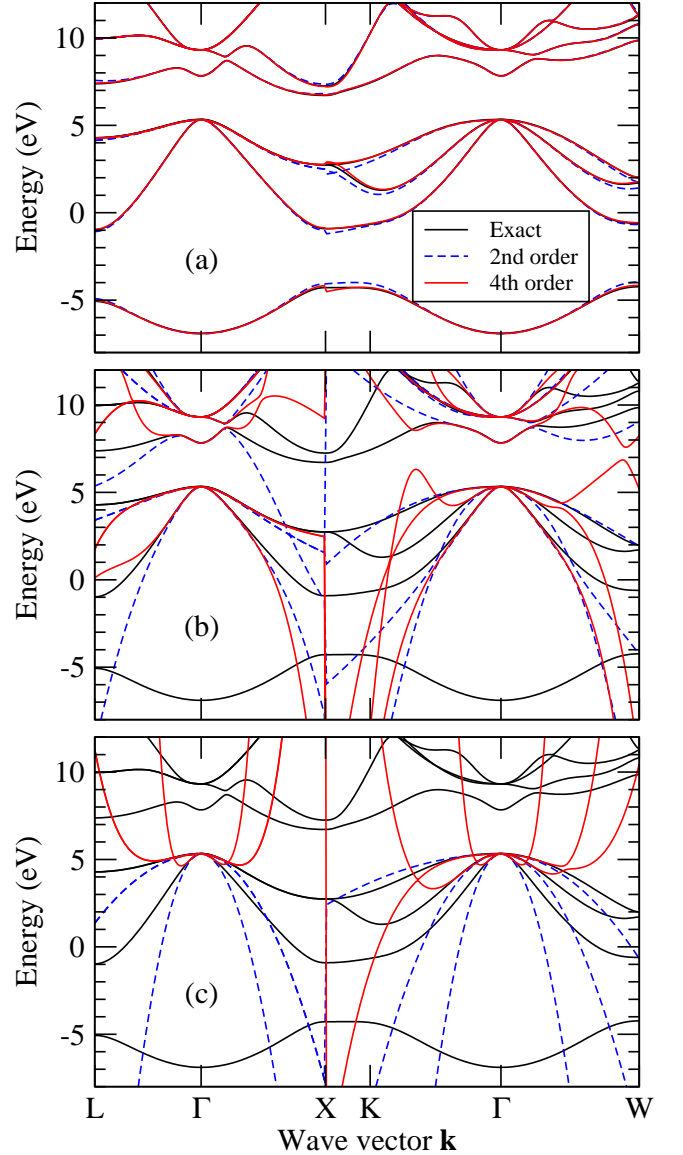 10
5
0
-5
Energy (eV)
(a)
Exact
2nd order
4th order
10
5
0
-5
Energy (eV)
(b)
10
5
0
-5
Energy (eV)
(c)
L Γ X K Γ W
Wave vector k